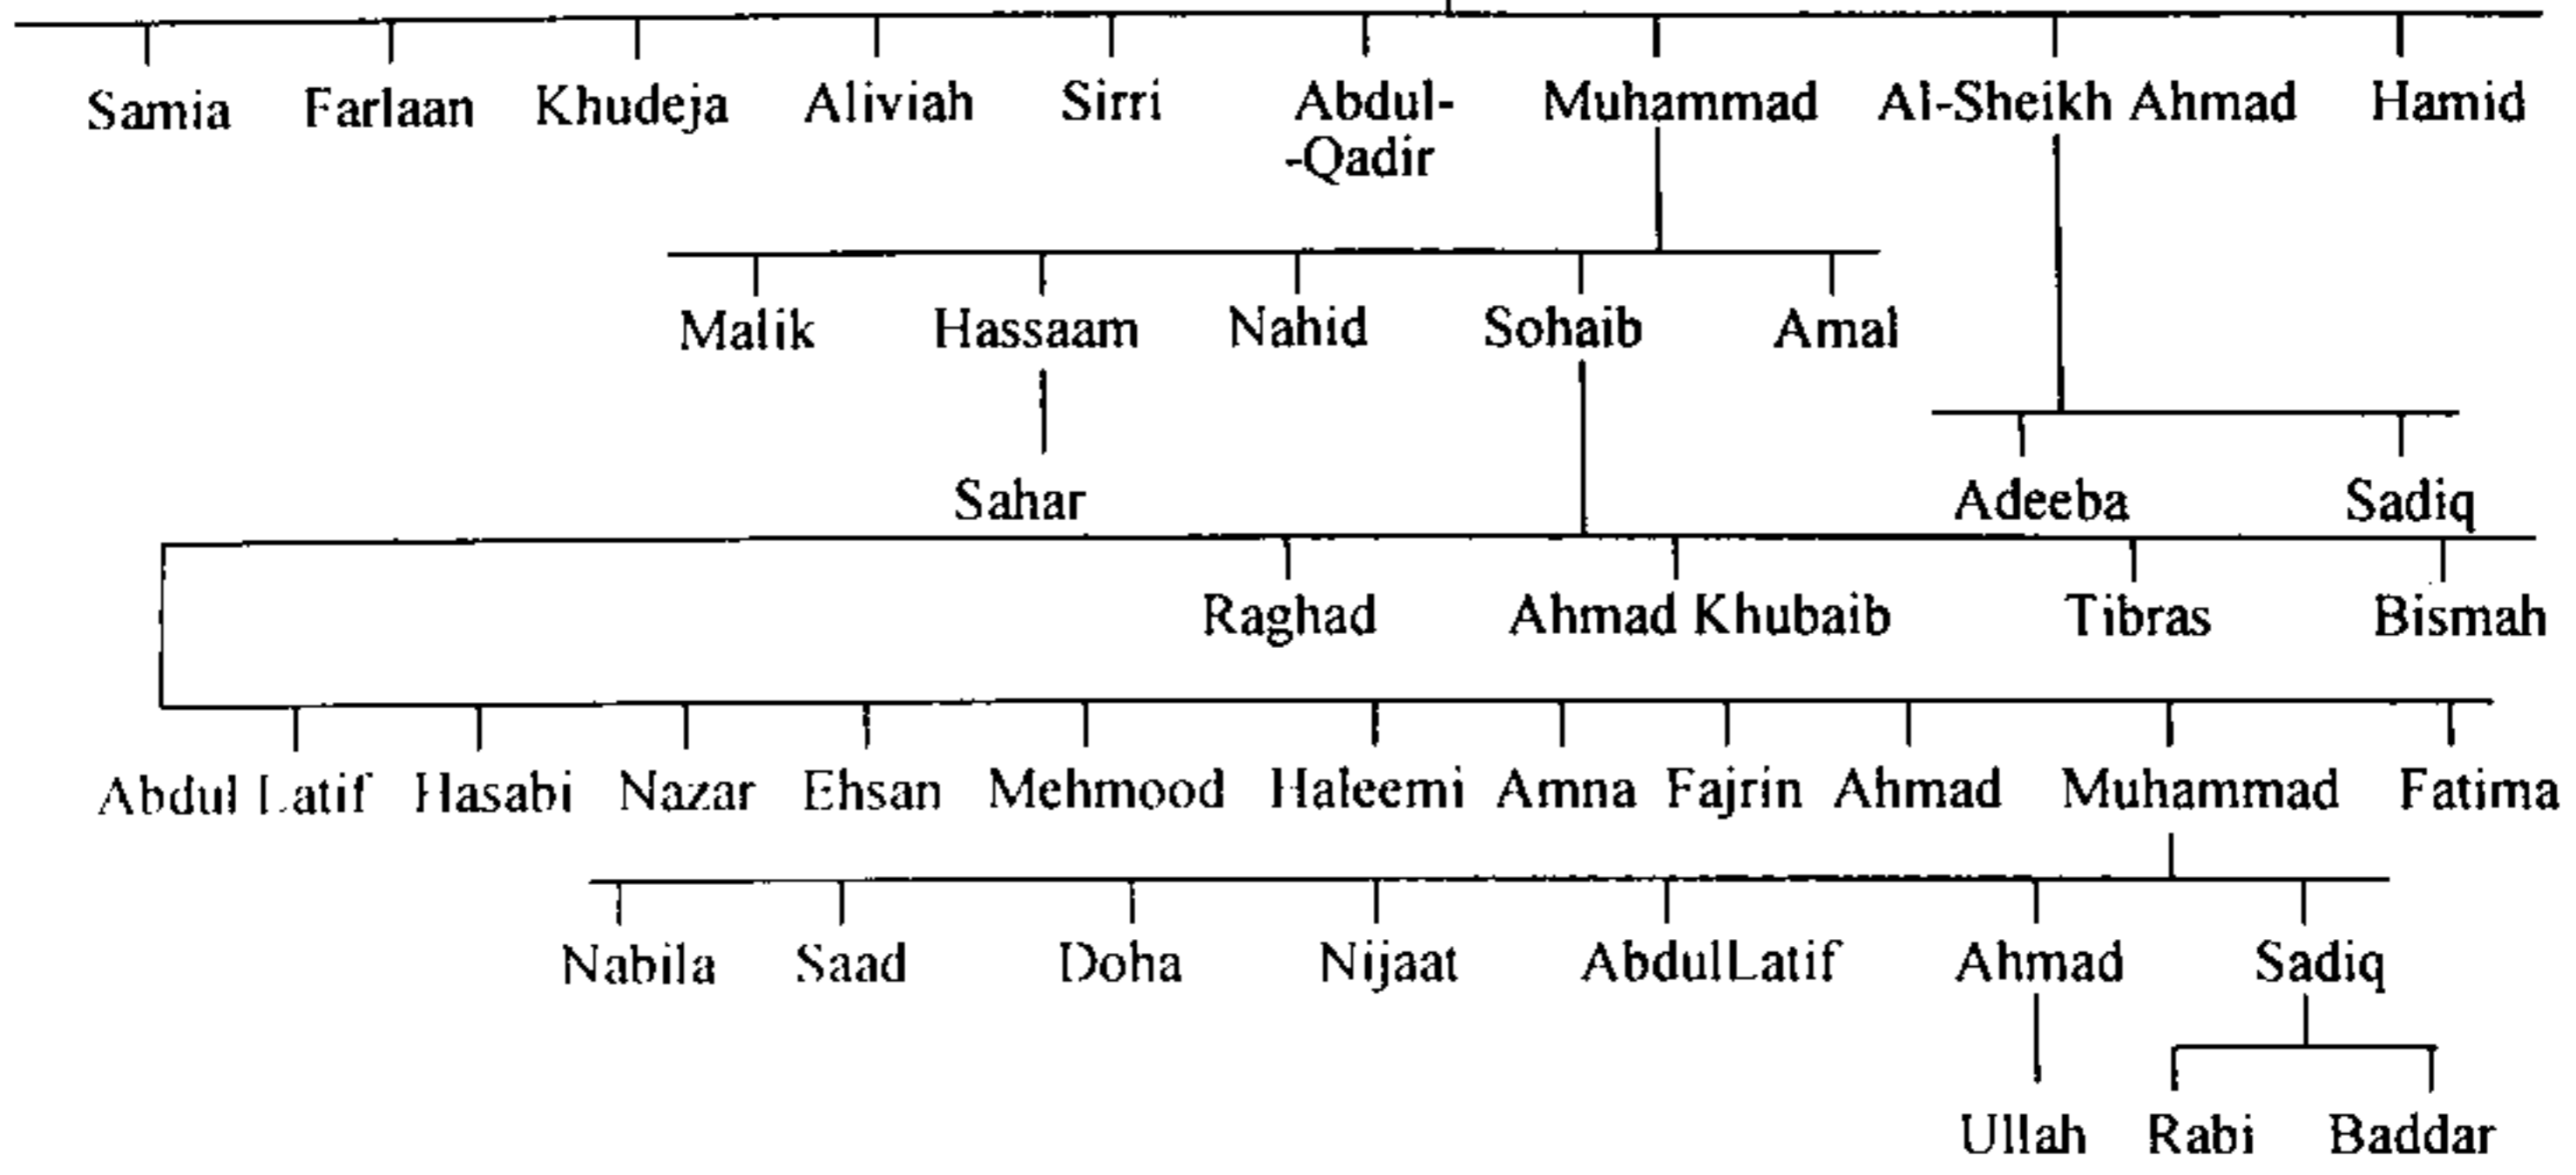 Samia Farlaan Khudeja Aliviah Sirri Abdul- Muhammad Al-Sheikh Ahmad Hamid
-Qadir
Malik Hassaam Nahid Sohaib Amal
Sahar Adeeba Sadiq
Raghad Ahmad Khubaib Tibras Bismah
Abdul Latif Hasabi Nazar Ehsan Mehmood Haleemi Amna Fajrin Ahmad Muhammad Fatima
Nabila Saad Doha Nijaat AbdulLatif Ahmad Sadiq
Ullah Rabi Baddar